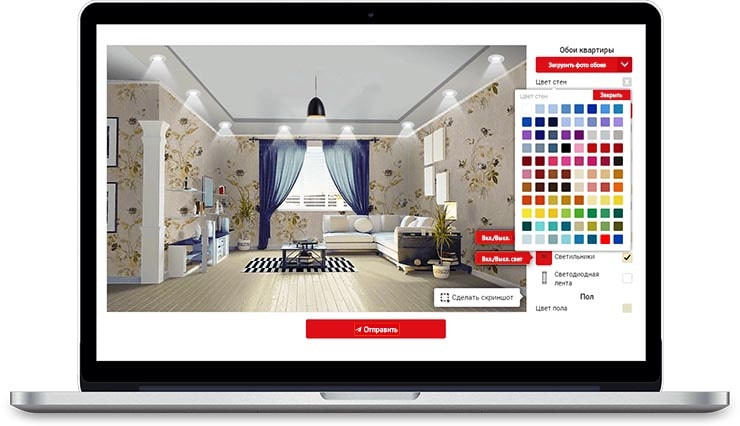 Обои квартиры
Загрузить фото обоев
Цвет стен
Цвет стен
Закрыть
Вкл./Выкл.
Вкл./Выкл. свет
Светильники
Светодиодная
лента
Сделать скриншот
Пол
Цвет пола
Отправить